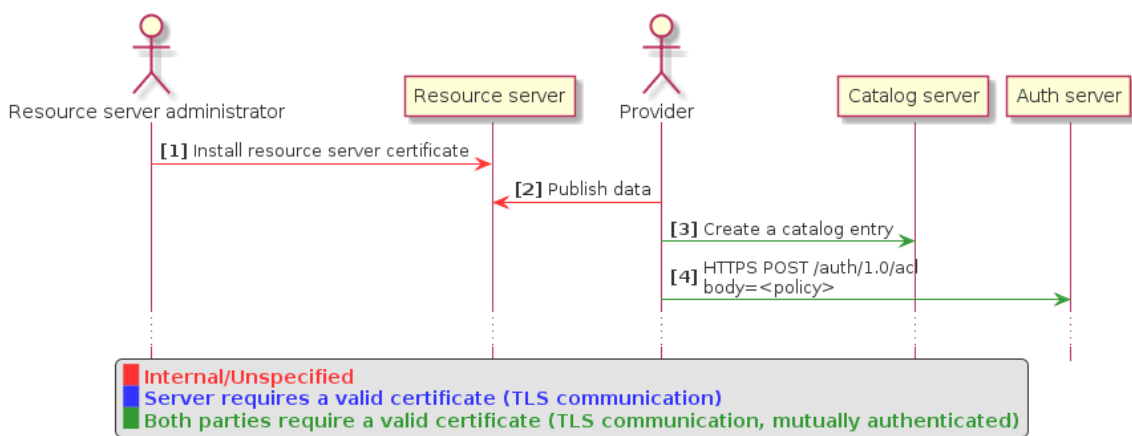 Resource server administrator
Resource server
Provider
Catalog server
Auth server
[1] Install resource server certificate
[2] Publish data
[3] Create a catalog entry
[4] HTTPS POST /auth/1.0/acl
body=<policy>
Internal/Unspecified
Server requires a valid certificate (TLS communication)
Both parties require a valid certificate (TLS communication, mutually authenticated)